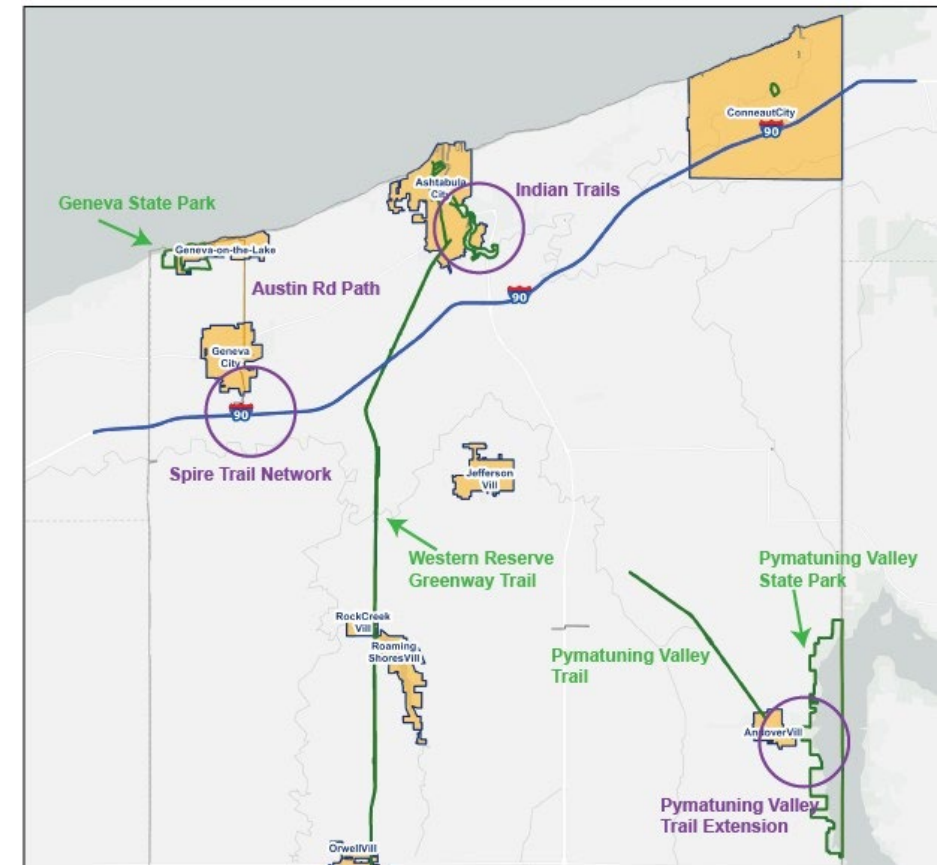 ConneautCity
90
Ashtabula
City
Indian Trails
Geneva State Park
Geneva-on-the-Lake
Austin Rd Path
90
Geneva
City
90
Spire Trail Network
Jefferson
Vill
Western Reserve
Greenway Trail
Pymatuning Valley
State Park
RockCreek
Vill
Roaming
ShoresVill
Pymatuning Valley
Trail
AndoverVill
Pymatuning Valley
Trail Extension
OrwellVill